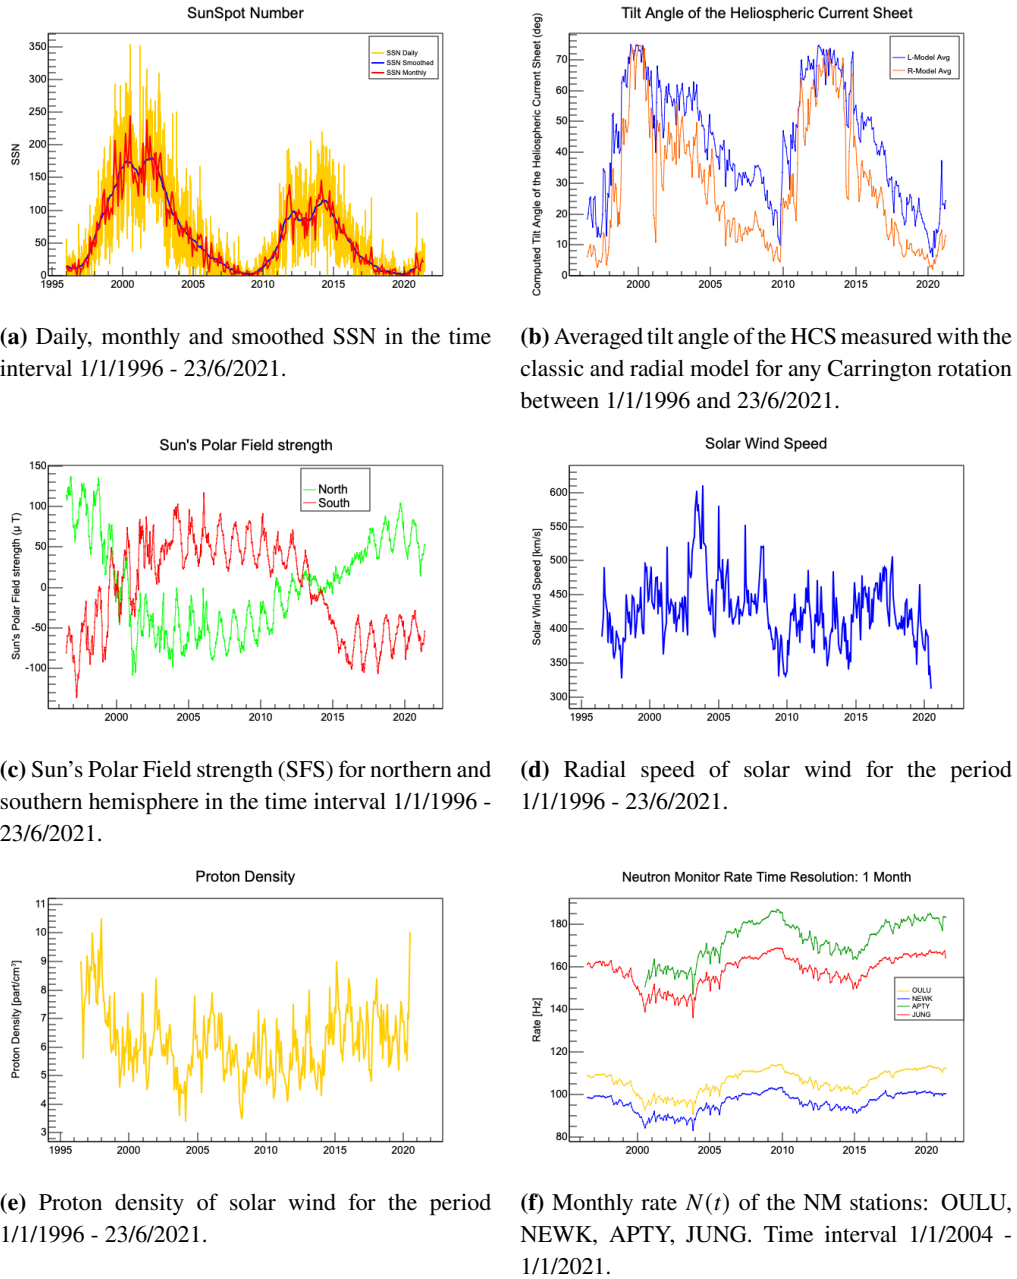 SunSpot Number
SSN
350
300
250
200
150
100
50
0
1995 2000 2005 2010 2015 2020
SSN Daily
SSN Smoothed
SSN Monthly
Tilt Angle of the Heliospheric Current Sheet
Computed Tilt Angle of the Heliospheric Current Sheet (deg)
70
60
50
40
30
20
10
0
2000 2005 2010 2015 2020
L-Model Avg
R-Model Avg
(a) Daily, monthly and smoothed SSN in the time
interval 1/1/1996 - 23/6/2021.
(b) Averaged tilt angle of the HCS measured with the
classic and radial model for any Carrington rotation
between 1/1/1996 and 23/6/2021.
Sun's Polar Field strength
Sun's Polar Field strength (μ T)
150
100
50
0
-50
-100
2000 2005 2010 2015 2020
North
South
Solar Wind Speed
Solar Wind Speed [km/s]
600
550
500
450
400
350
300
1995 2000 2005 2010 2015 2020
(c) Sun's Polar Field strength (SFS) for northern and
southern hemisphere in the time interval 1/1/1996 -
23/6/2021.
(d) Radial speed of solar wind for the period
1/1/1996 - 23/6/2021.
Proton Density
Proton Density [part/cm³]
11
10
9
8
7
6
5
4
3
1995 2000 2005 2010 2015 2020
Neutron Monitor Rate Time Resolution: 1 Month
Rate [Hz]
180
160
140
120
100
80
2000 2005 2010 2015 2020
OULU
NEWK
APTY
JUNG
(e) Proton density of solar wind for the period
1/1/1996 - 23/6/2021.
(f) Monthly rate N(t) of the NM stations: OULU,
NEWK, APTY, JUNG. Time interval 1/1/2004 -
1/1/2021.